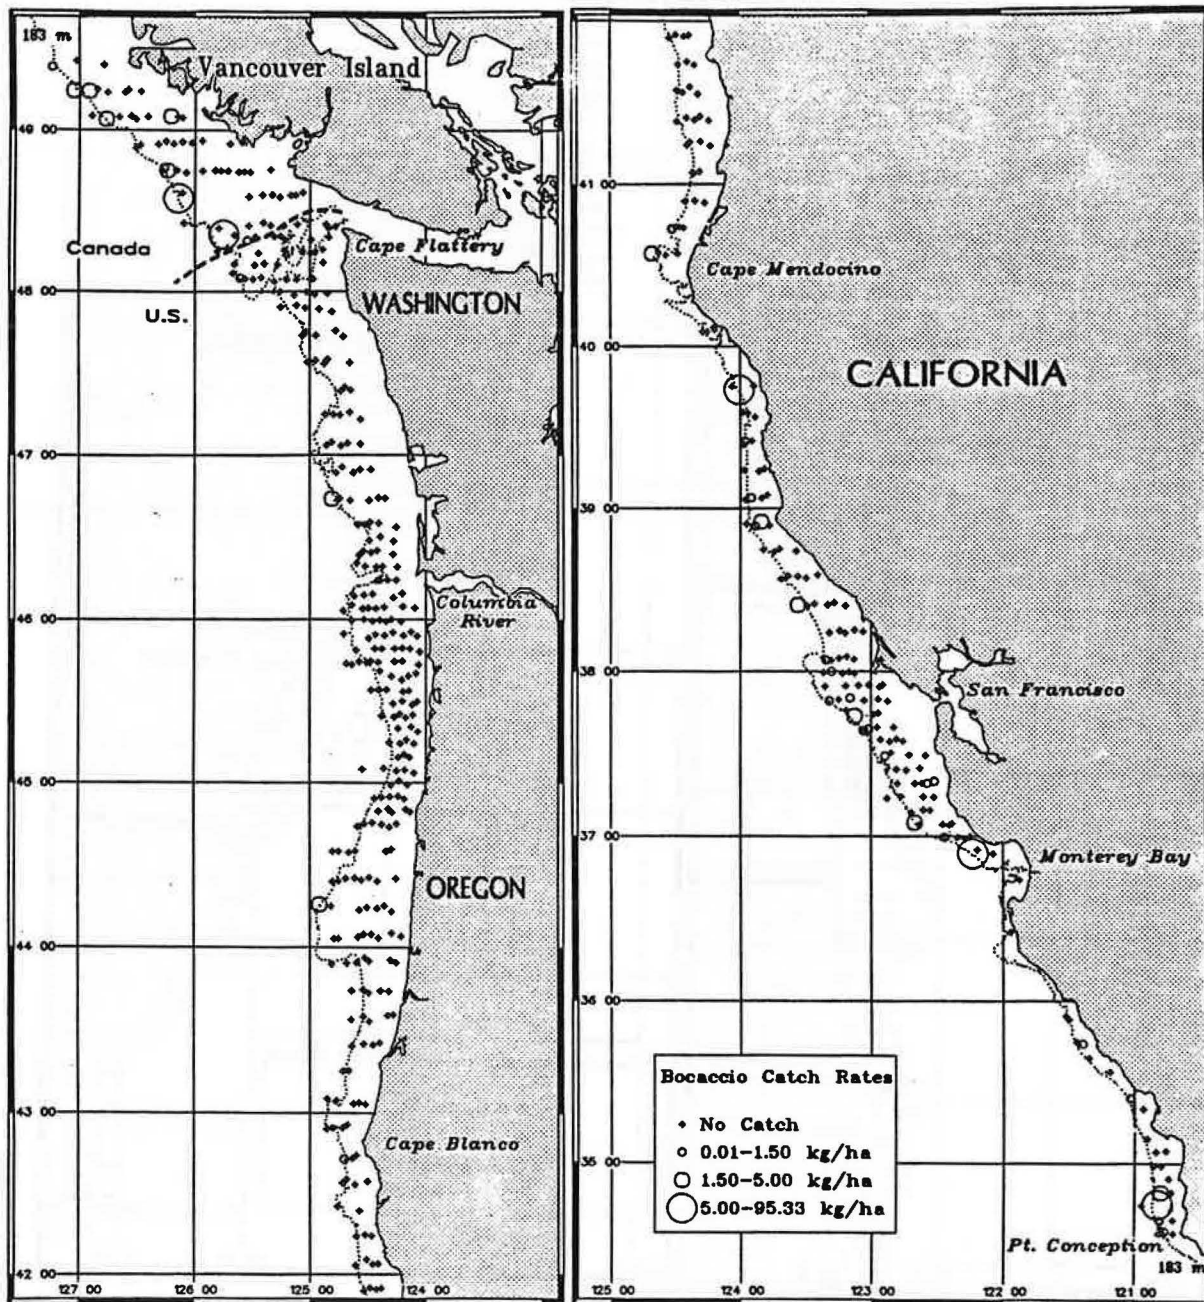 183 m
Vancouver Island
49 00
Canada
Cape Flattery
48 00
WASHINGTON
U.S.
47 00
Columbia
River
46 00
45 00
OREGON
44 00
43 00
Cape Blanco
42 00
127 00
126 00
125 00
124 00
41 00
Cape Mendocino
40 00
CALIFORNIA
39 00
38 00
San Francisco
37 00
Monterey Bay
36 00
Bocaccio Catch Rates
No Catch
0.01-1.50 kg/ha
1.50-5.00 kg/ha
5.00-95.33 kg/ha
35 00
Pt. Conception
183 m
125 00
124 00
123 00
122 00
121 00